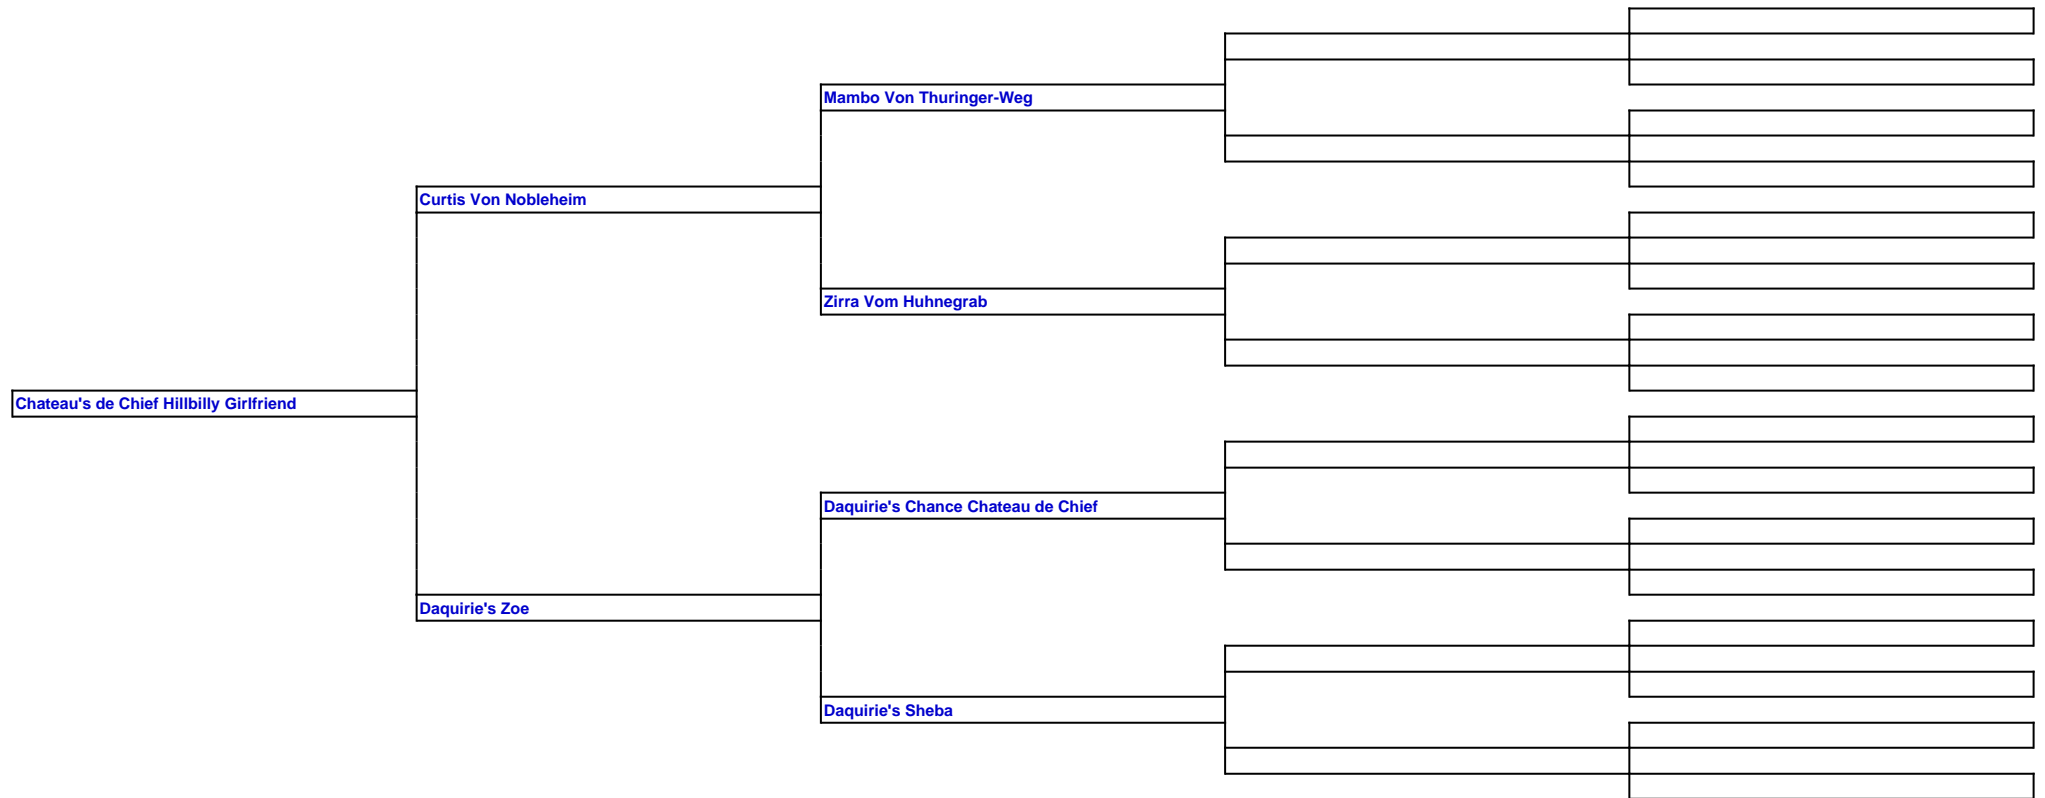 Mambo Von Thuringer-Weg
Curtis Von Nobleheim
Zirra Vom Huhnegrab
Chateau's de Chief Hillbilly Girlfriend
Daquirie's Chance Chateau de Chief
Daquirie's Zoe
Daquirie's Sheba